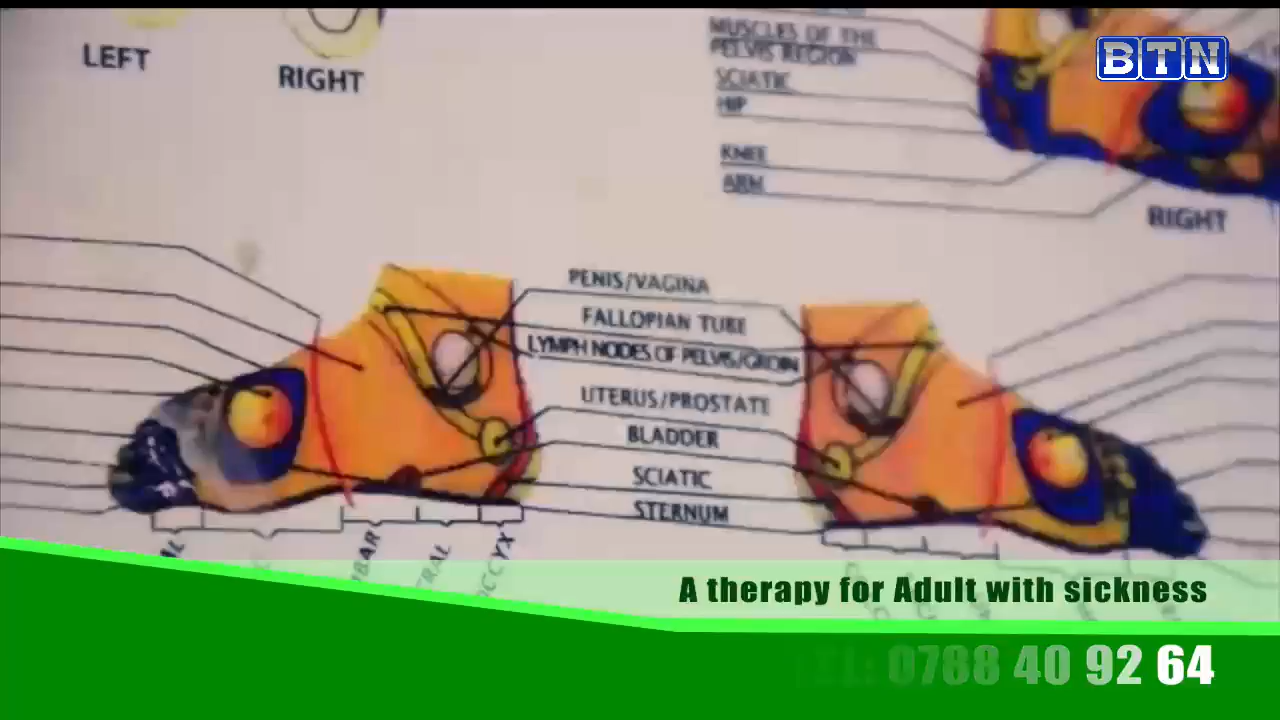 LEFT
RIGHT
MUSCLES OF THE
PELVIS REGION
SCIATIC
HIP
KNEE
ARM
RIGHT
BTN
PENIS/VAGINA
FALLOPIAN TUBE
LYMPH NODES OF PELVIS/GROIN
UTERUS/PROSTATE
BLADDER
SCIATIC
STERNUM
A therapy for Adult with sickness
TEL: 0788 40 92 64